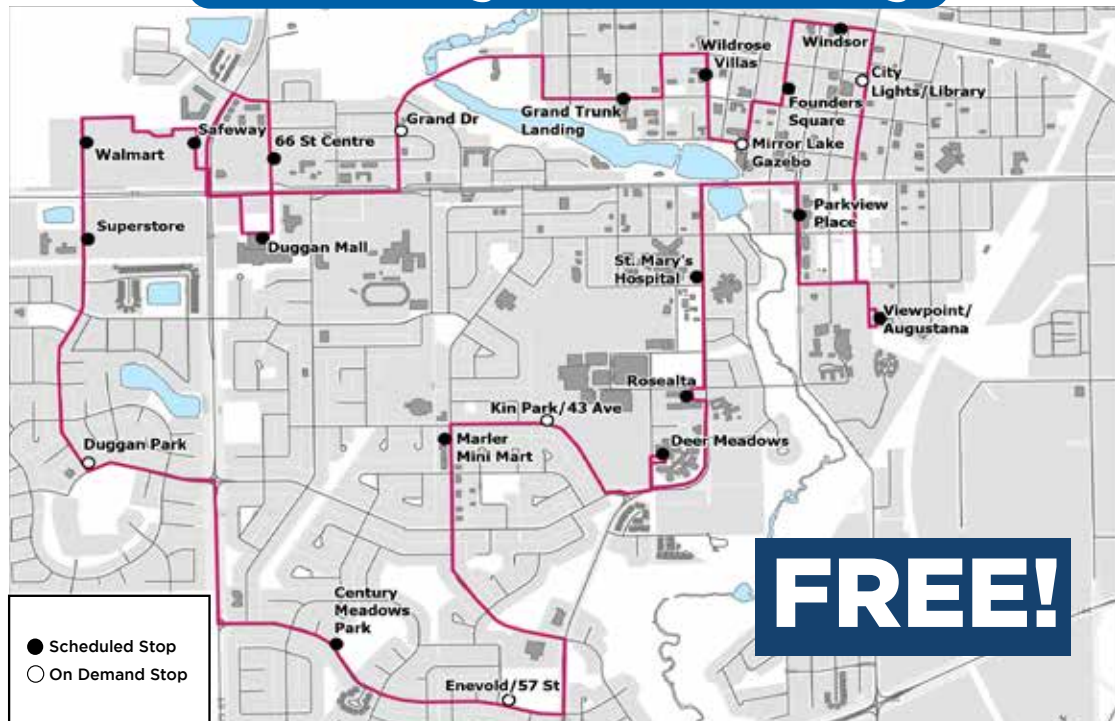 Windsor
Wildrose
Villas
City
Lights/Library
Founders
Square
Grand Trunk
Landing
Grand Dr
Mirror Lake
Gazebo
Safeway
66 St Centre
Walmart
Parkview
Place
Superstore
Duggan Mall
St. Mary's
Hospital
Viewpoint/
Augustana
Rosealta
Kin Park/43 Ave
Duggan Park
Marler
Mini Mart
Deer Meadows
FREE!
Century
Meadows
Park
Scheduled Stop
On Demand Stop
Enevold/57 St